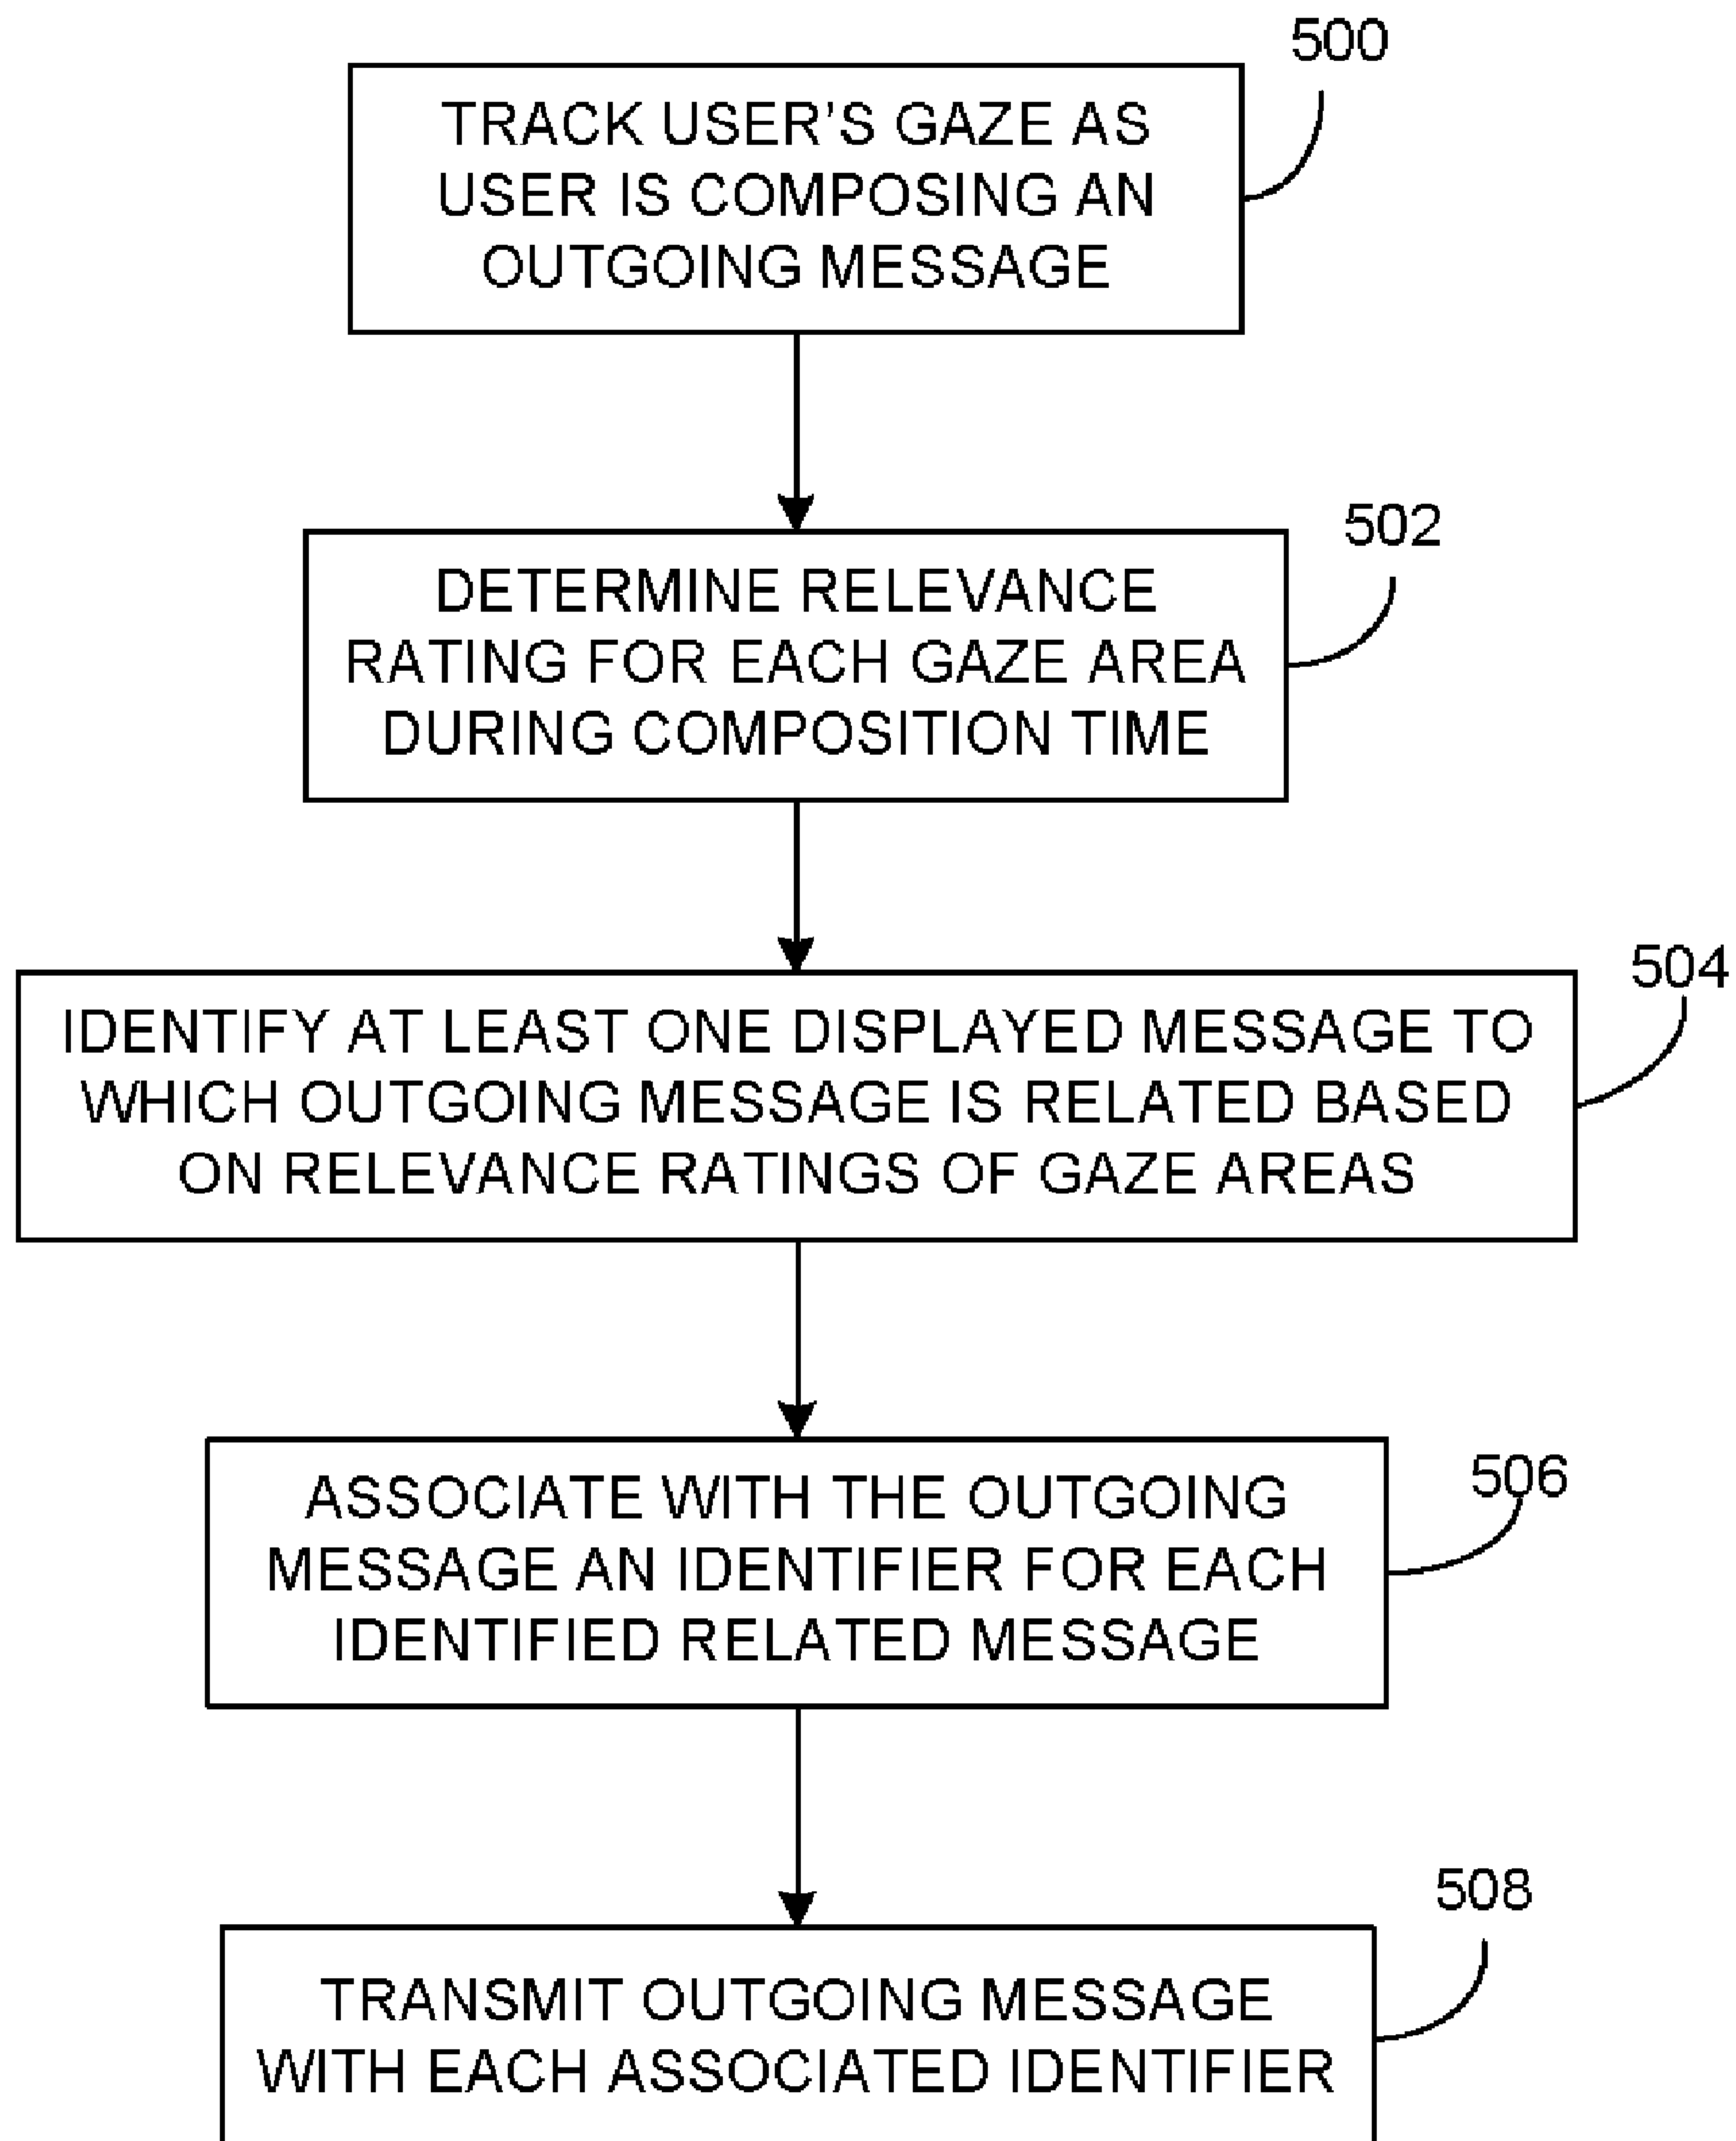 500
TRACK USER'S GAZE AS
USER IS COMPOSING AN
OUTGOING MESSAGE
502
DETERMINE RELEVANCE
RATING FOR EACH GAZE AREA
DURING COMPOSITION TIME
504
IDENTIFY AT LEAST ONE DISPLAYED MESSAGE TO
WHICH OUTGOING MESSAGE IS RELATED BASED
ON RELEVANCE RATINGS OF GAZE AREAS
506
ASSOCIATE WITH THE OUTGOING
MESSAGE AN IDENTIFIER FOR EACH
IDENTIFIED RELATED MESSAGE
508
TRANSMIT OUTGOING MESSAGE
WITH EACH ASSOCIATED IDENTIFIER